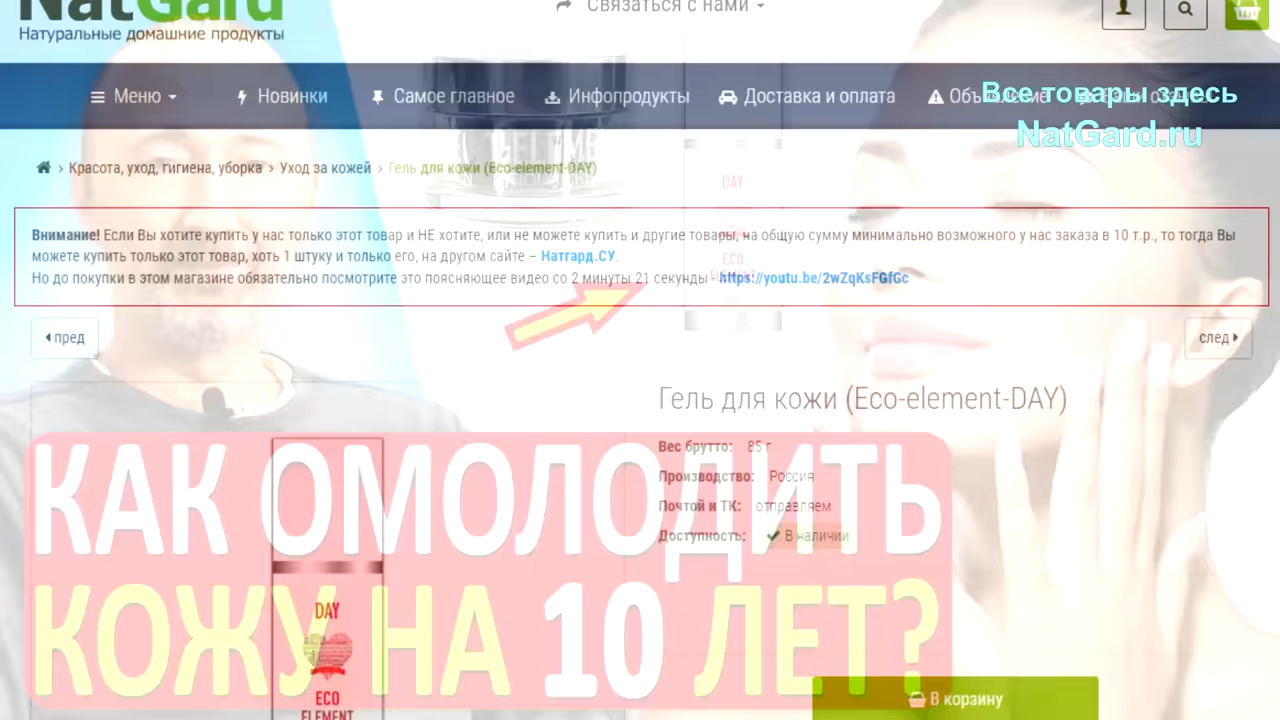 NatGard
Натуральные домашние продукты
Связаться с нами
Меню
Новинки
Самое главное
Инфопродукты
Доставка и оплата
Все товары здесь
NatGard.ru
Красота, уход, гигиена, уборка › Уход за кожей › Гель для кожи (Eco-element-DAY)
DAY
ECO
Внимание! Если Вы хотите купить у нас только этот товар и НЕ хотите, или не можете купить и другие товары, на общую сумму минимально возможного у нас заказа в 10 т.р., то тогда Вы
можете купить только этот товар, хоть 1 штуку и только его, на другом сайте – Натгард.СУ.
Но до покупки в этом магазине обязательно посмотрите это поясняющее видео со 2 минуты 21 секунды - https://youtu.be/2wZqKsFGfGc
пред
след
Гель для кожи (Eco-element-DAY)
Вес брутто: 85 г
Производство: Россия
Почтой и ТК: отправляем
Доступность: В наличии
КАК ОМОЛОДИТЬ
КОЖУ НА 10 ЛЕТ?
DAY
ECO
ELEMENT
В корзину